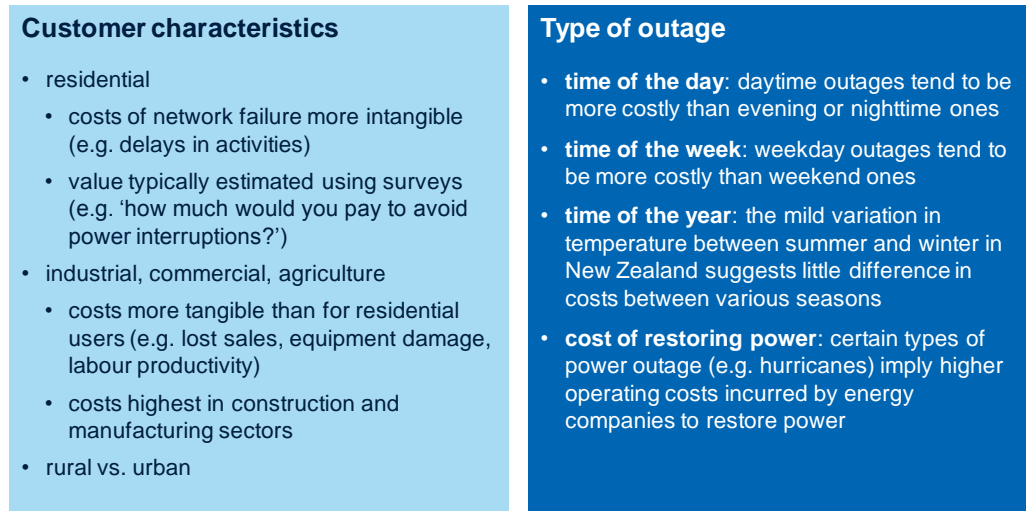 Customer characteristics
• residential
• costs of network failure more intangible
(e.g. delays in activities)
• value typically estimated using surveys
(e.g. ‘how much would you pay to avoid
power interruptions?’)
• industrial, commercial, agriculture
• costs more tangible than for residential
users (e.g. lost sales, equipment damage,
labour productivity)
• costs highest in construction and
manufacturing sectors
• rural vs. urban
Type of outage
• time of the day: daytime outages tend to be
more costly than evening or nighttime ones
• time of the week: weekday outages tend to
be more costly than weekend ones
• time of the year: the mild variation in
temperature between summer and winter in
New Zealand suggests little difference in
costs between various seasons
• cost of restoring power: certain types of
power outage (e.g. hurricanes) imply higher
operating costs incurred by energy
companies to restore power